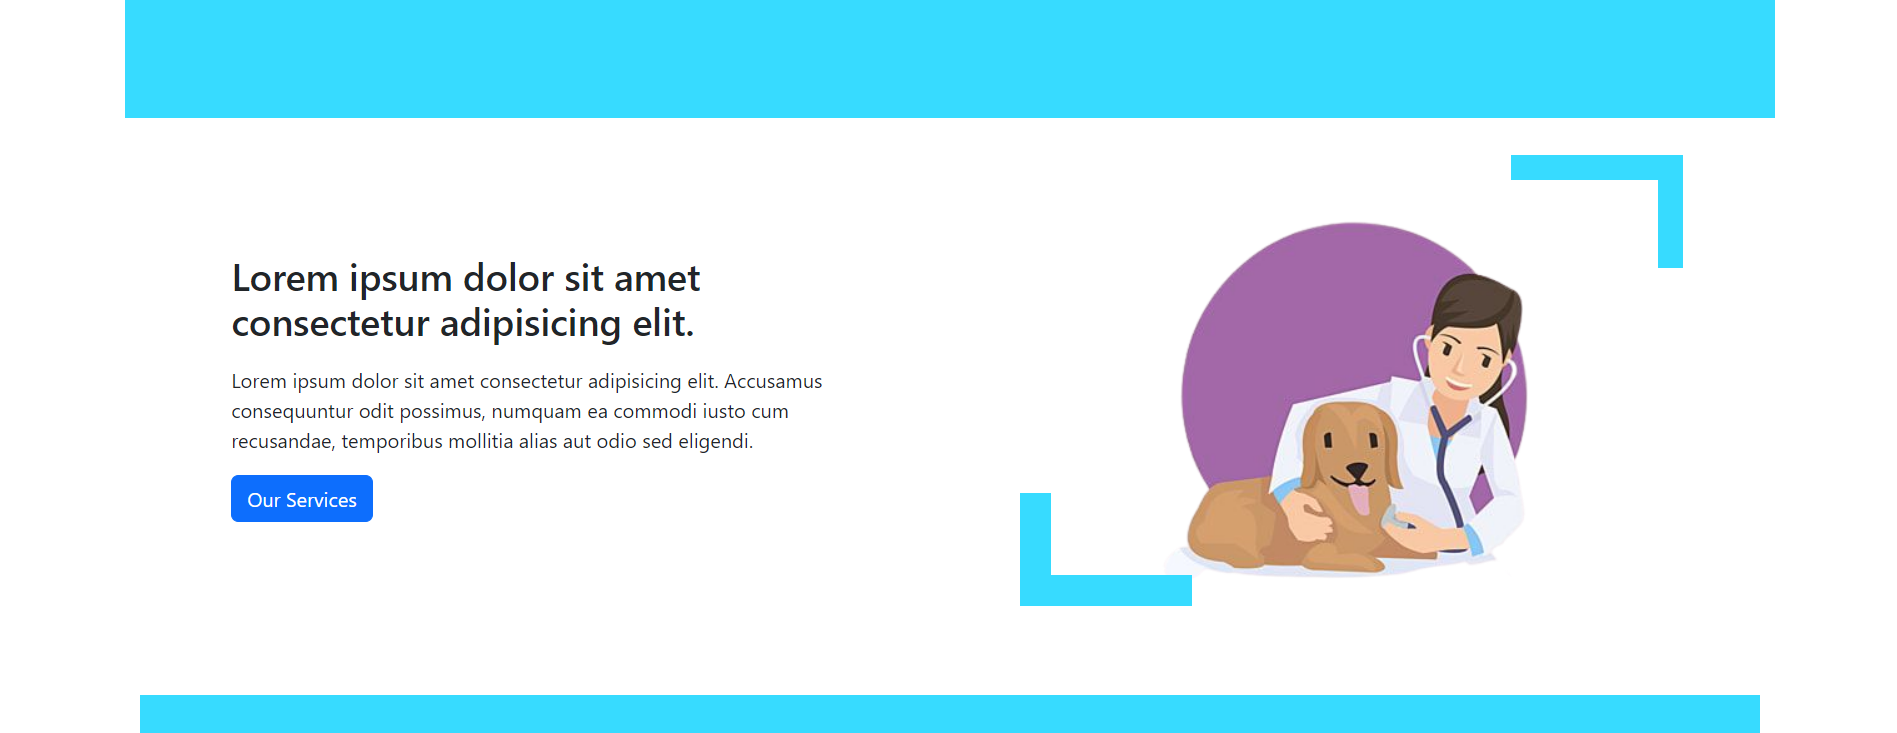 Lorem ipsum dolor sit amet
consectetur adipisicing elit.
Lorem ipsum dolor sit amet consectetur adipisicing elit. Accusamus
consequuntur odit possimus, numquam ea commodi iusto cum
recusandae, temporibus mollitia alias aut odio sed eligendi.
Our Services